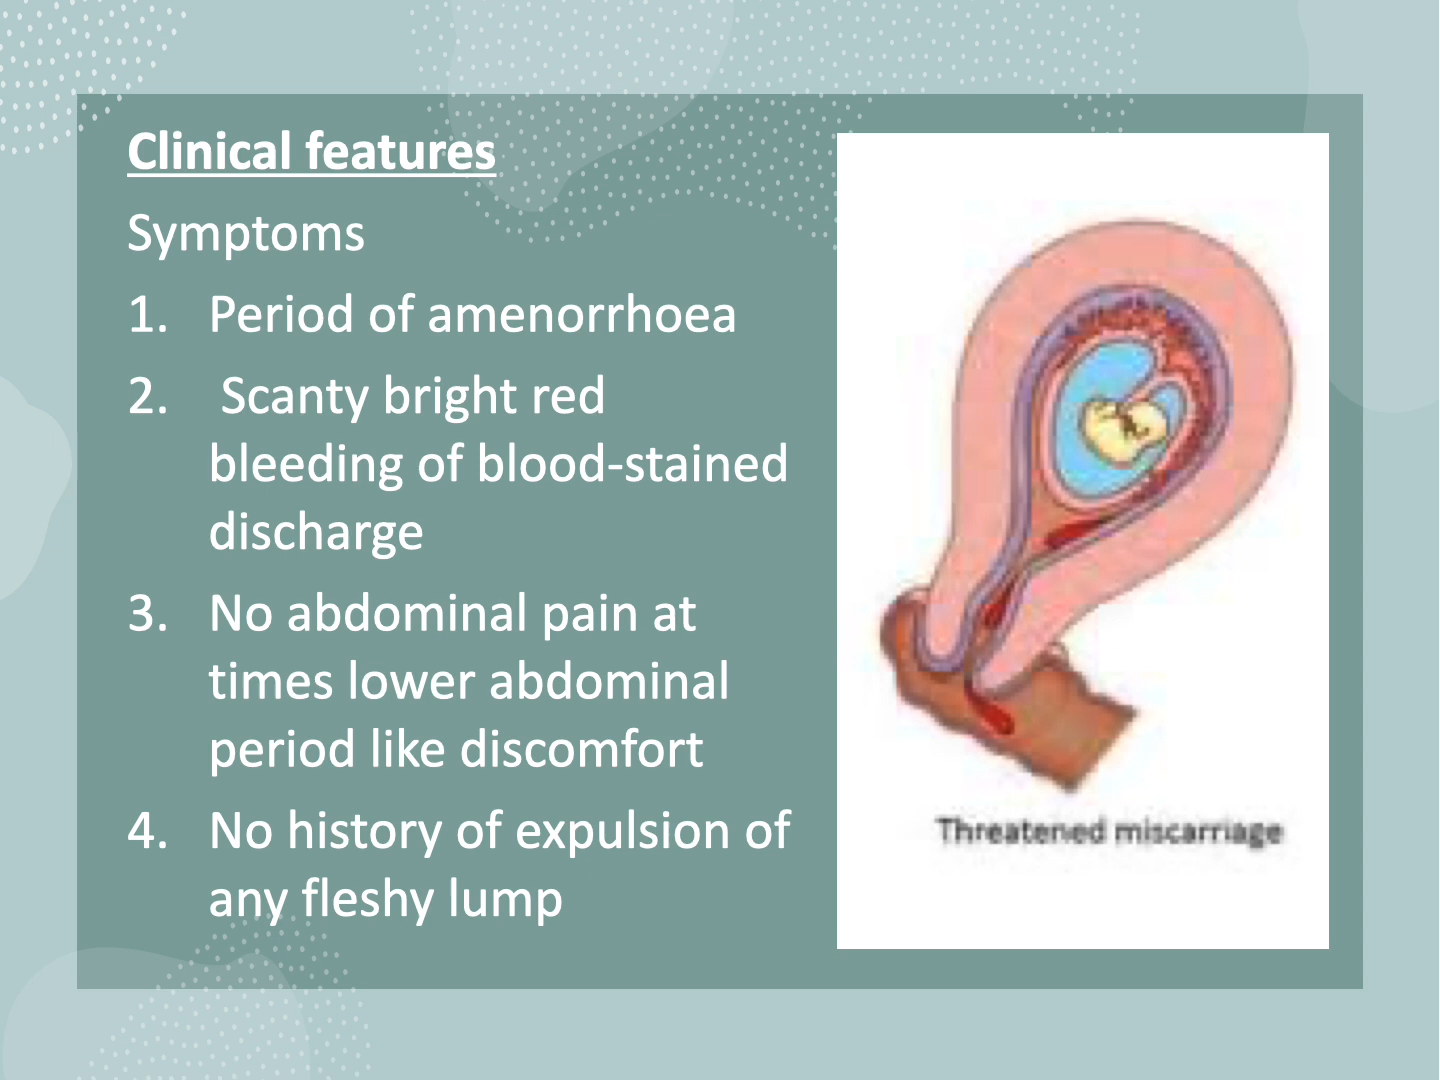 Clinical features
Symptoms
1. Period of amenorrhoea
2. Scanty bright red
bleeding of blood-stained
discharge
3. No abdominal pain at
times lower abdominal
period like discomfort
4. No history of expulsion of
any fleshy lump
Threatened miscarriage